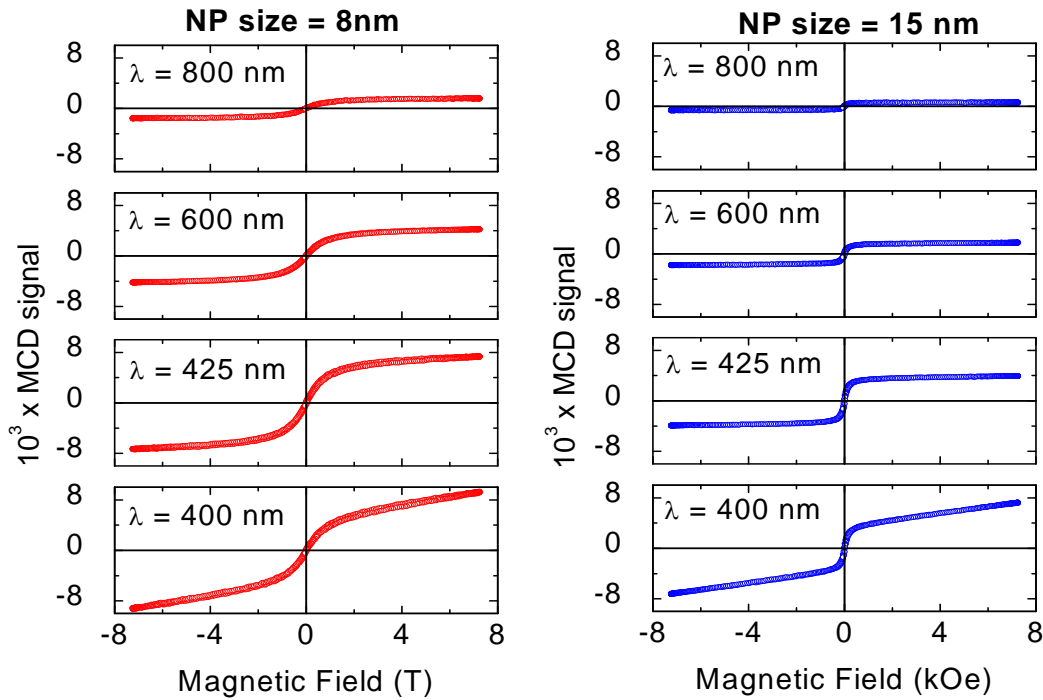 NP size = 8nm
8
0
-8
λ = 800 nm
8
0
-8
λ = 600 nm
8
0
-8
λ = 425 nm
8
0
-8
λ = 400 nm
-8 -4 0 4 8
Magnetic Field (T)
10³ x MCD signal
NP size = 15 nm
8
0
-8
λ = 800 nm
8
0
-8
λ = 600 nm
8
0
-8
λ = 425 nm
8
0
-8
λ = 400 nm
-8 -4 0 4 8
Magnetic Field (kOe)
10³ x MCD signal